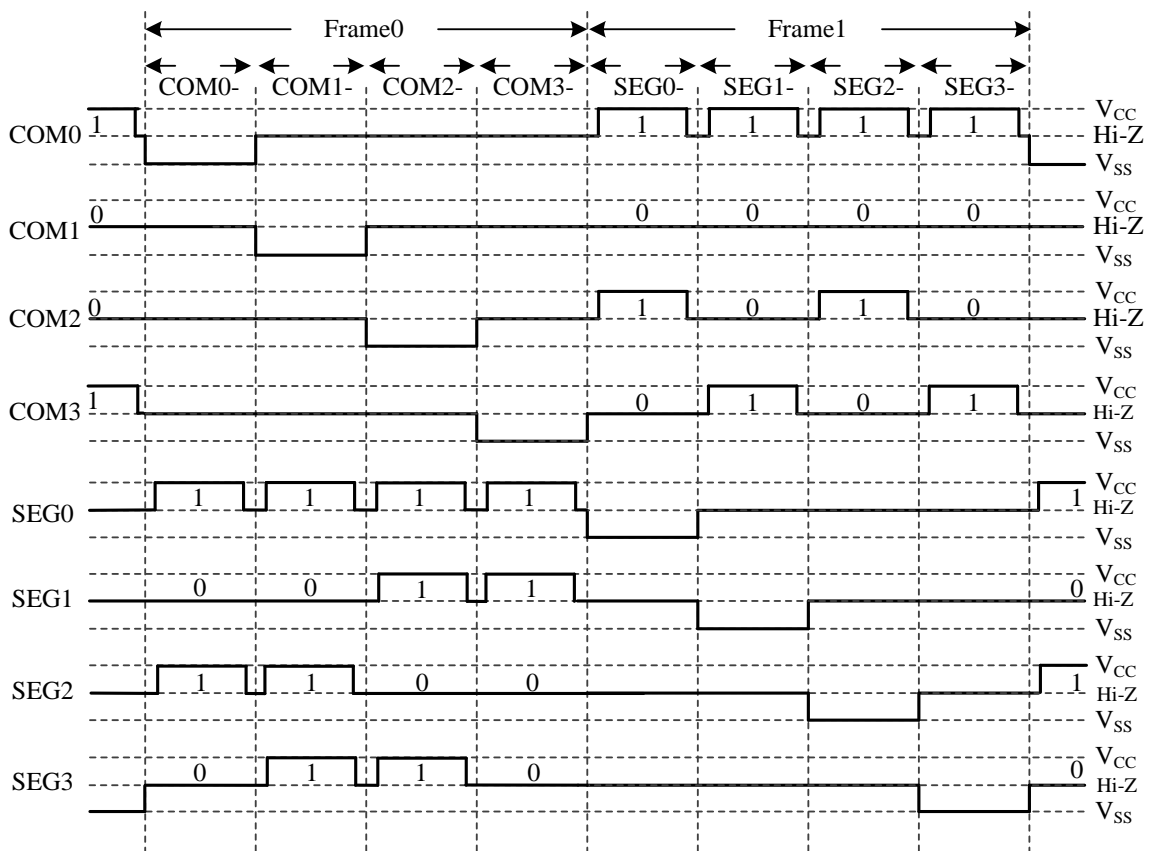 Frame0 Frame1
COM0- COM1- COM2- COM3- SEG0- SEG1- SEG2- SEG3-
COM0 1 1 1 1 1 VCC
Hi-Z
VSS
COM1 0 0 0 0 0 VCC
Hi-Z
VSS
COM2 0 1 0 1 0 VCC
Hi-Z
VSS
COM3 1 0 1 0 1 VCC
Hi-Z
VSS
SEG0 1 1 1 1 1 VCC
Hi-Z
VSS
SEG1 0 0 1 1 0 VCC
Hi-Z
VSS
SEG2 1 1 0 0 1 VCC
Hi-Z
VSS
SEG3 0 1 1 0 0 VCC
Hi-Z
VSS